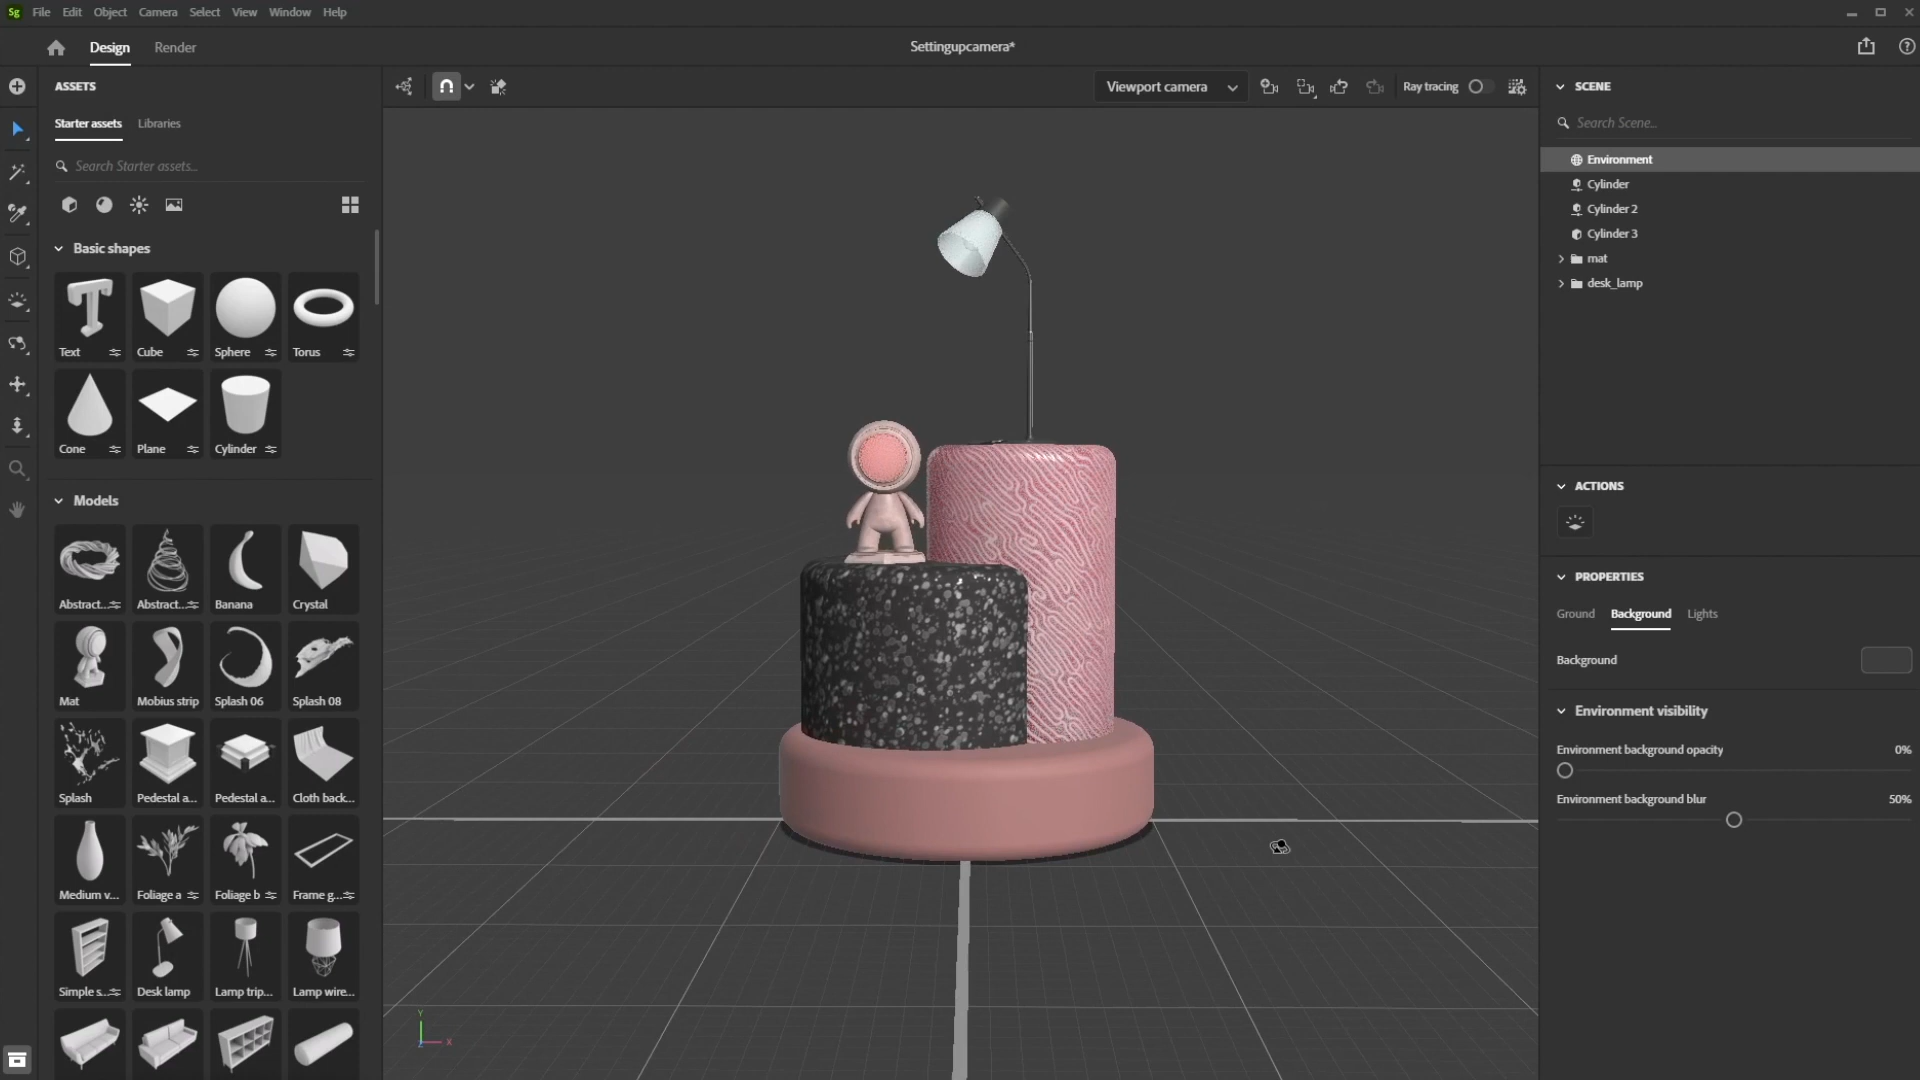 Sg File Edit Object Camera Select View Window Help
Design Render
Settingupcamera*
ASSETS
Starter assets Libraries
Search Starter assets...
Basic shapes
Text Cube Sphere Torus
Cone Plane Cylinder
Models
Abstract... Abstract... Banana Crystal
Mat Mobius strip Splash 06 Splash 08
Splash Pedestal a... Pedestal a... Cloth back...
Medium v... Foliage a Foliage b Frame g...
Simple s... Desk lamp Lamp trip... Lamp wire...
Viewport camera Ray tracing
Y
X
Z
SCENE
Search Scene...
Environment
Cylinder
Cylinder 2
Cylinder 3
mat
desk_lamp
ACTIONS
PROPERTIES
Ground Background Lights
Background
Environment visibility
Environment background opacity 0%
Environment background blur 50%